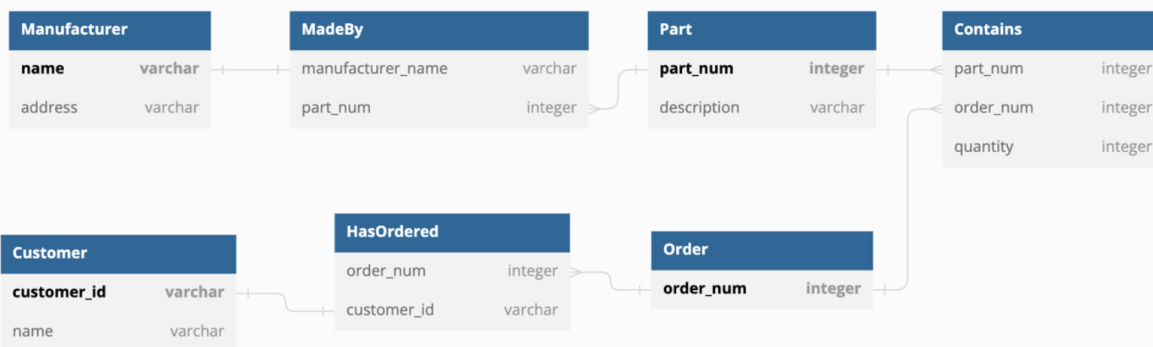 Manufacturer
name varchar
address varchar
MadeBy
manufacturer_name varchar
part_num integer
Part
part_num integer
description varchar
Contains
part_num integer
order_num integer
quantity integer
Customer
customer_id varchar
name varchar
HasOrdered
order_num integer
customer_id varchar
Order
order_num integer